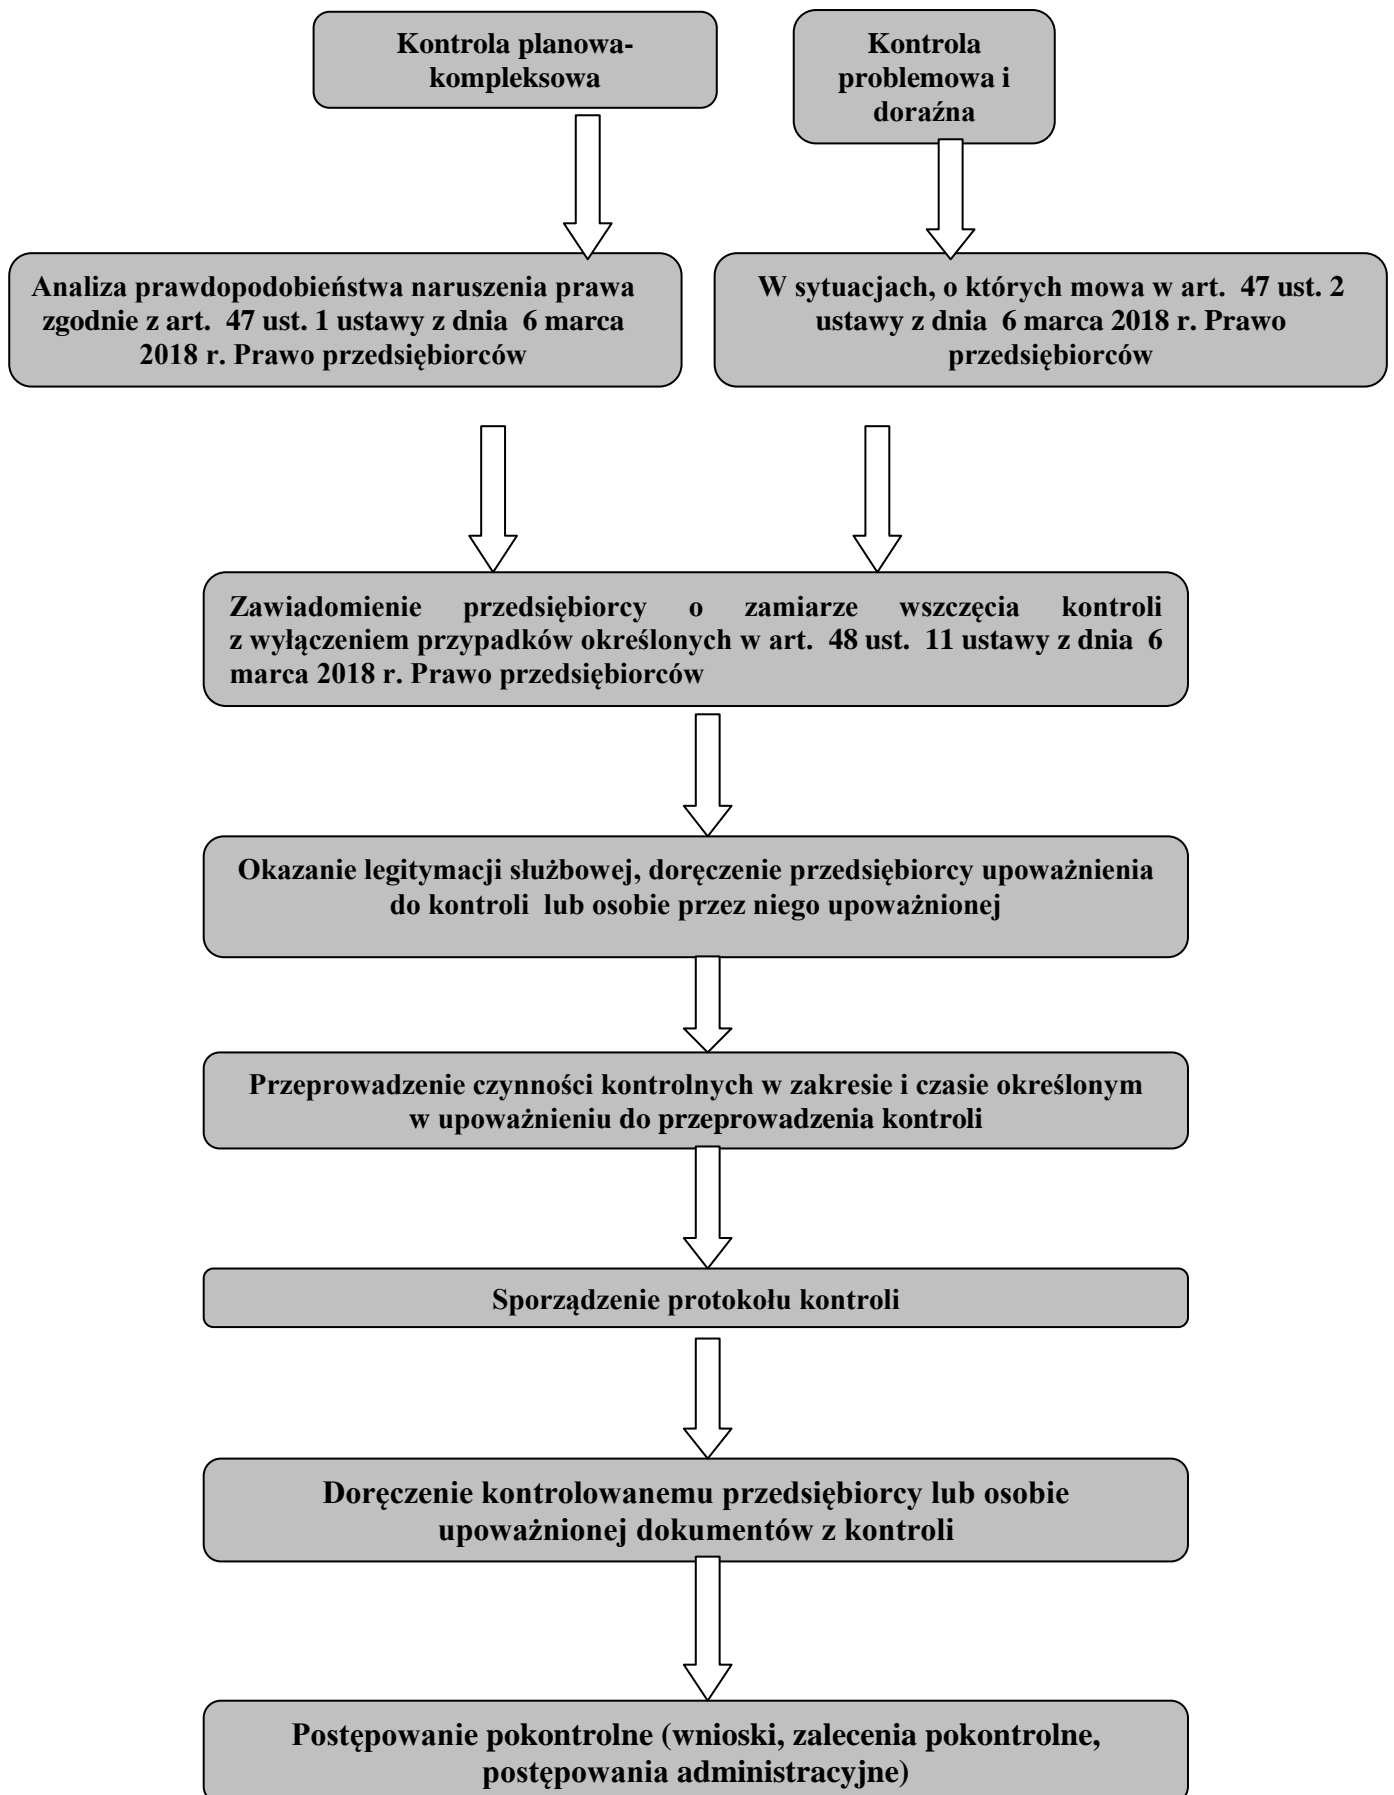 Kontrola planowa-
kompleksowa
Kontrola
problemowa i
doraźna
Analiza prawdopodobieństwa naruszenia prawa
zgodnie z art. 47 ust. 1 ustawy z dnia 6 marca
2018 r. Prawo przedsiębiorców
W sytuacjach, o których mowa w art. 47 ust. 2
ustawy z dnia 6 marca 2018 r. Prawo
przedsiębiorców
Zawiadomienie przedsiębiorcy o zamiarze wszczęcia kontroli
z wyłączeniem przypadków określonych w art. 48 ust. 11 ustawy z dnia 6
marca 2018 r. Prawo przedsiębiorców
Okazanie legitymacji służbowej, doręczenie przedsiębiorcy upoważnienia
do kontroli lub osobie przez niego upoważnionej
Przeprowadzenie czynności kontrolnych w zakresie i czasie określonym
w upoważnieniu do przeprowadzenia kontroli
Sporządzenie protokołu kontroli
Doręczenie kontrolowanemu przedsiębiorcy lub osobie
upoważnionej dokumentów z kontroli
Postępowanie pokontrolne (wnioski, zalecenia pokontrolne,
postępowania administracyjne)